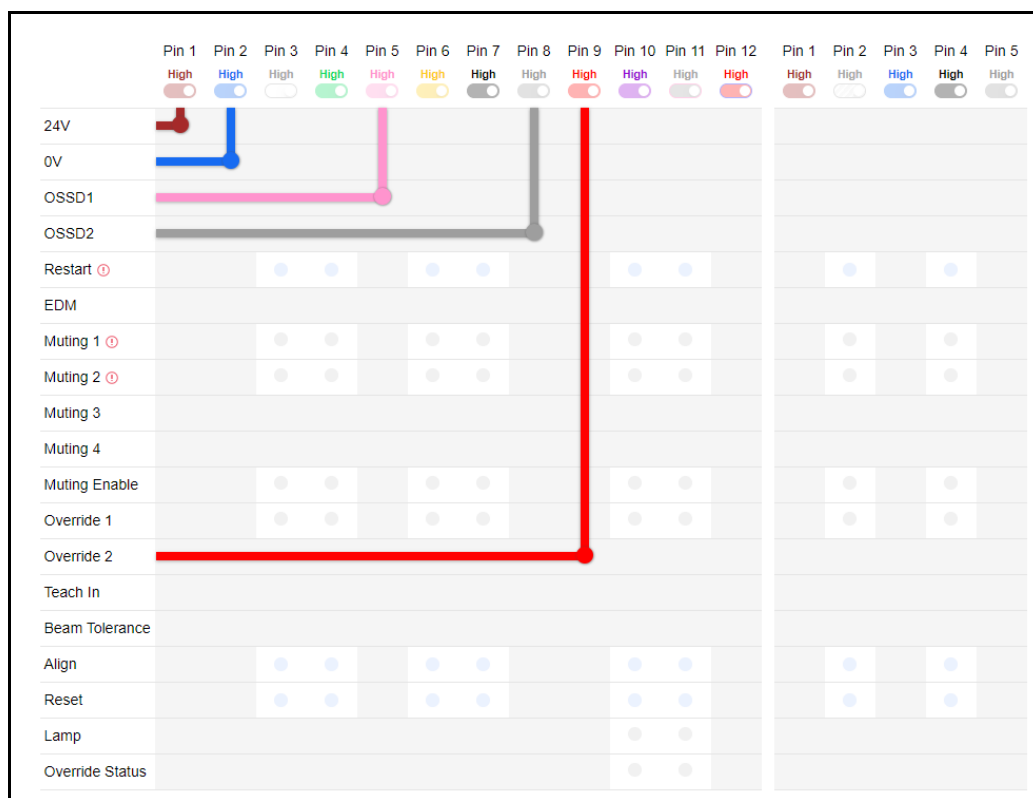 Pin 1 Pin 2 Pin 3 Pin 4 Pin 5 Pin 6 Pin 7 Pin 8 Pin 9 Pin 10 Pin 11 Pin 12 Pin 1 Pin 2 Pin 3 Pin 4 Pin 5
High High High High High High High High High High High High High High High High High
24V
0V
OSSD1
OSSD2
Restart
EDM
Muting 1
Muting 2
Muting 3
Muting 4
Muting Enable
Override 1
Override 2
Teach In
Beam Tolerance
Align
Reset
Lamp
Override Status